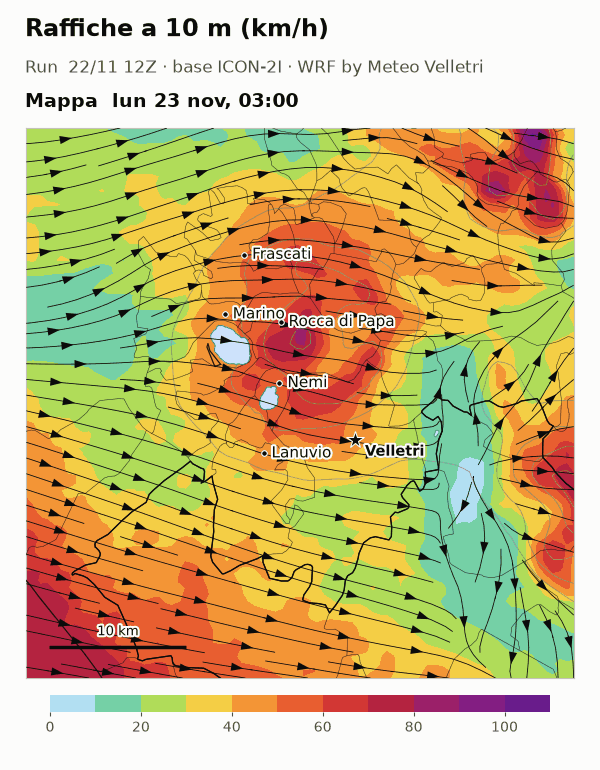 Raffiche a 10 m (km/h)
Run  22/11 12Z · base ICON-2I · WRF by Meteo Velletri
Mappa  lun 23 nov, 03:00
Frascati
Marino
Rocca di Papa
Nemi
Velletri
Lanuvio
10 km
0 20 40 60 80 100